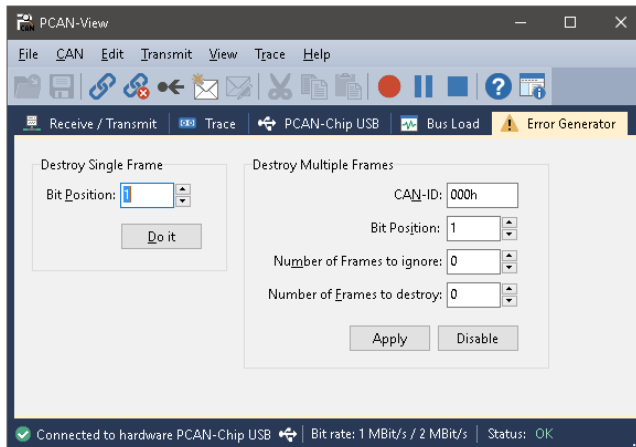 PCAN-View
File CAN Edit Transmit View Trace Help
Receive / Transmit Trace PCAN-Chip USB Bus Load Error Generator
Destroy Single Frame
Bit Position: 1
Do it
Destroy Multiple Frames
CAN-ID: 000h
Bit Position: 1
Number of Frames to ignore: 0
Number of Frames to destroy: 0
Apply Disable
Connected to hardware PCAN-Chip USB Bit rate: 1 MBit/s / 2 MBit/s Status: OK